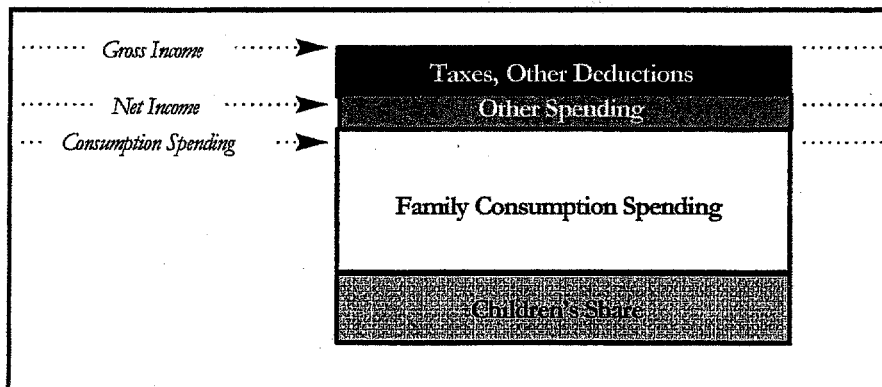 Gross Income
Taxes, Other Deductions
Net Income
Other Spending
Consumption Spending
Family Consumption Spending
Children's Share